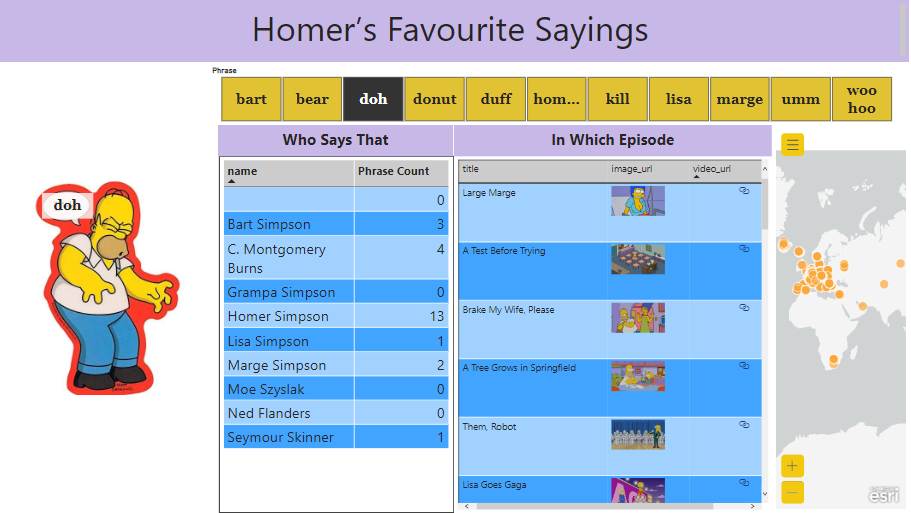 Homer’s Favourite Sayings
Phrase
bart
bear
doh
donut
duff
hom...
kill
lisa
marge
umm
woo
hoo
Who Says That
In Which Episode
name
Phrase Count
0
Bart Simpson 3
C. Montgomery 4
Burns
Grampa Simpson 0
Homer Simpson 13
Lisa Simpson 1
Marge Simpson 2
Moe Szyslak 0
Ned Flanders 0
Seymour Skinner 1
title
image_url
video_url
Large Marge
A Test Before Trying
Brake My Wife, Please
A Tree Grows in Springfield
Them, Robot
Lisa Goes Gaga
doh
+
−
esri